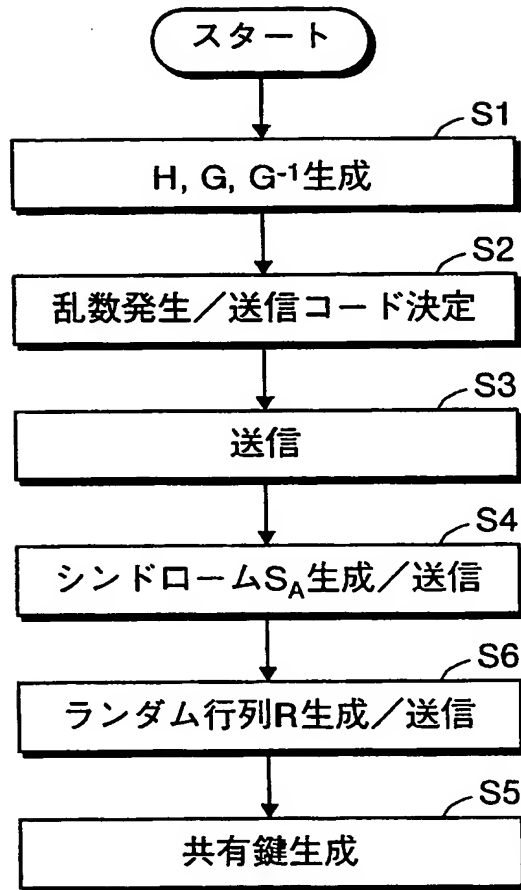 スタート
S1
H, G, G⁻¹生成
S2
乱数発生／送信コード決定
S3
送信
S4
シンドロームS_A生成／送信
S6
ランダム行列R生成／送信
S5
共有鍵生成